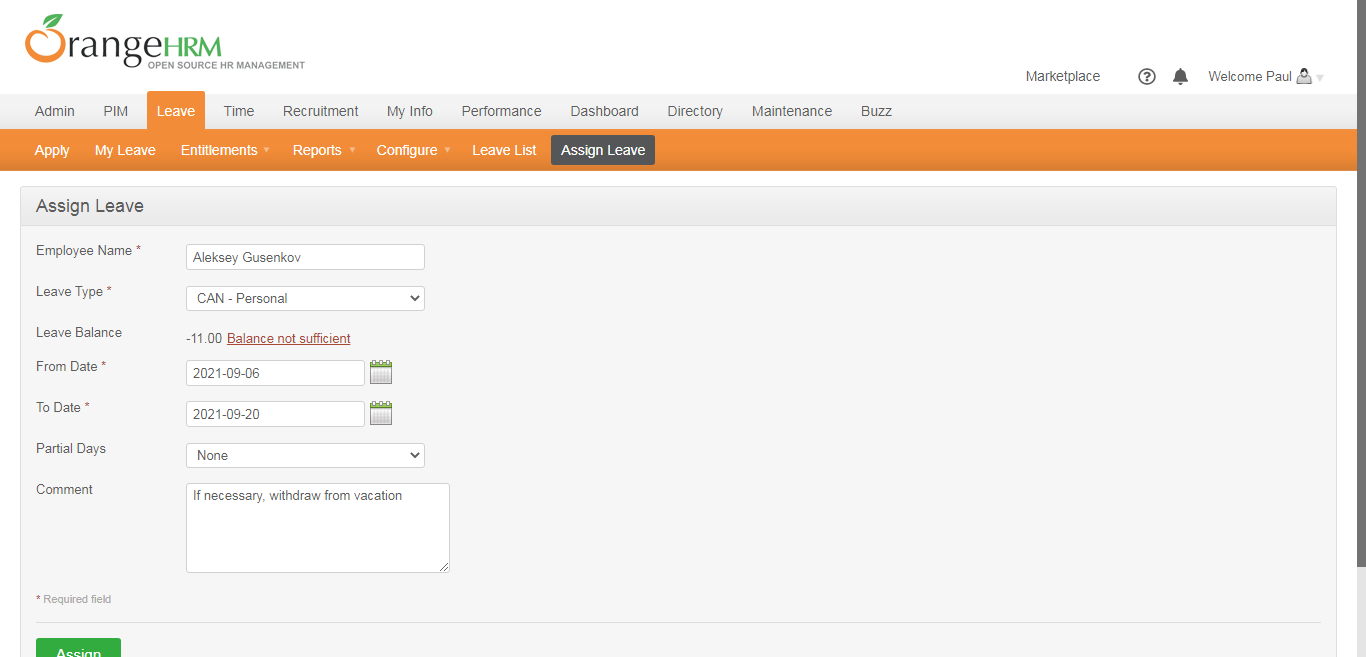 OrangeHRM
OPEN SOURCE HR MANAGEMENT
Marketplace ? Welcome Paul
Admin PIM Leave Time Recruitment My Info Performance Dashboard Directory Maintenance Buzz
Apply My Leave Entitlements Reports Configure Leave List Assign Leave
Assign Leave
Employee Name * Aleksey Gusenkov
Leave Type * CAN - Personal
Leave Balance -11.00 Balance not sufficient
From Date * 2021-09-06
To Date * 2021-09-20
Partial Days None
Comment If necessary, withdraw from vacation
* Required field
Assign